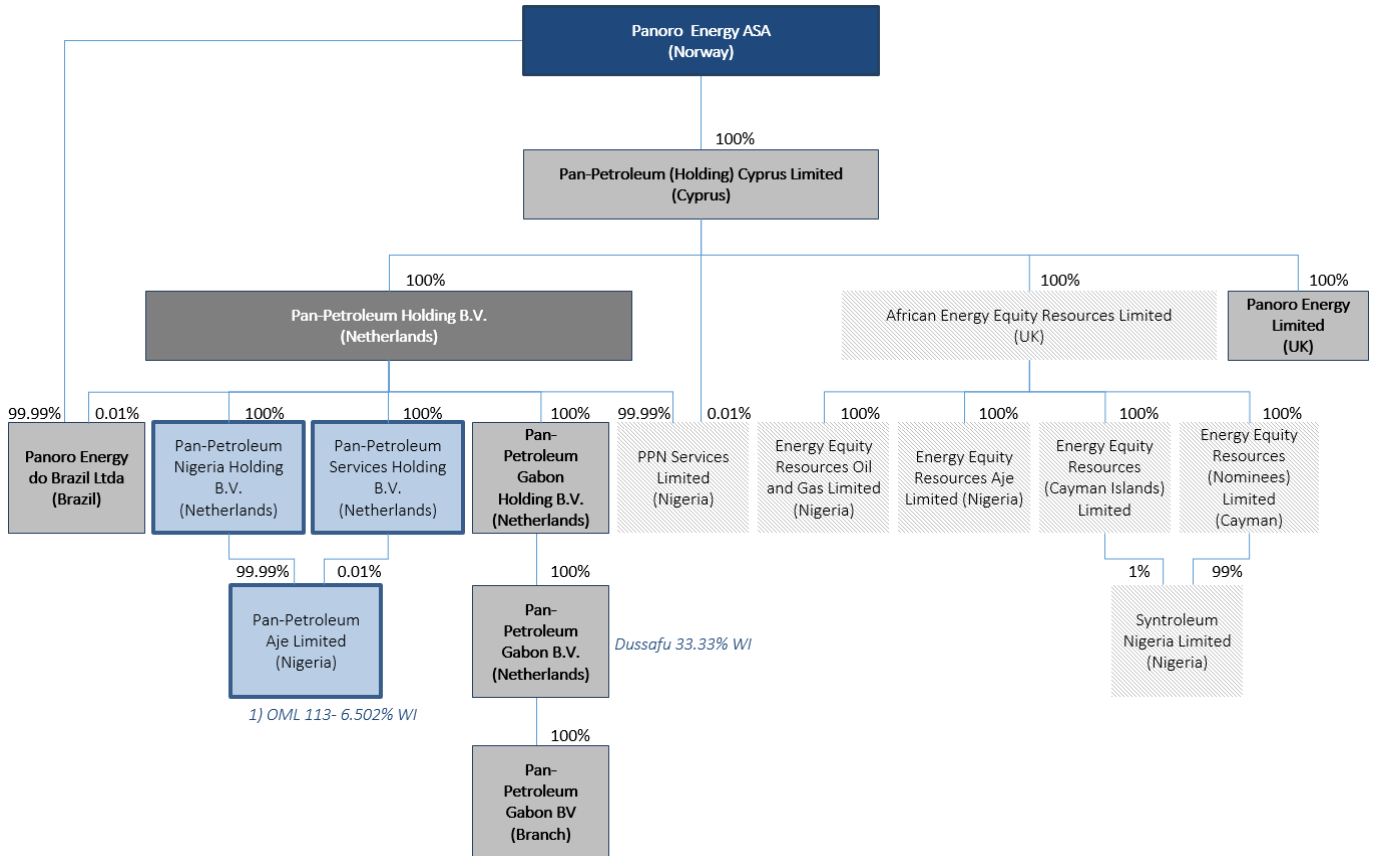 Panoro Energy ASA
(Norway)
100%
Pan-Petroleum (Holding) Cyprus Limited
(Cyprus)
100%
100%
100%
Pan-Petroleum Holding B.V.
(Netherlands)
African Energy Equity Resources Limited
(UK)
Panoro Energy
Limited
(UK)
99.99%
0.01%
100%
100%
100%
99.99%
0.01%
100%
100%
100%
100%
Panoro Energy
do Brazil Ltda
(Brazil)
Pan-Petroleum
Nigeria Holding
B.V.
(Netherlands)
Pan-Petroleum
Services Holding
B.V.
(Netherlands)
Pan-
Petroleum
Gabon
Holding B.V.
(Netherlands)
PPN Services
Limited
(Nigeria)
Energy Equity
Resources Oil
and Gas Limited
(Nigeria)
Energy Equity
Resources Aje
Limited (Nigeria)
Energy Equity
Resources
(Cayman Islands)
Limited
Energy Equity
Resources
(Nominees)
Limited
(Cayman)
99.99%
0.01%
100%
1%
99%
Pan-Petroleum
Aje Limited
(Nigeria)
Pan-
Petroleum
Gabon B.V.
(Netherlands)
Dussafu 33.33% WI
Syntroleum
Nigeria Limited
(Nigeria)
1) OML 113- 6.502% WI
100%
Pan-
Petroleum
Gabon BV
(Branch)